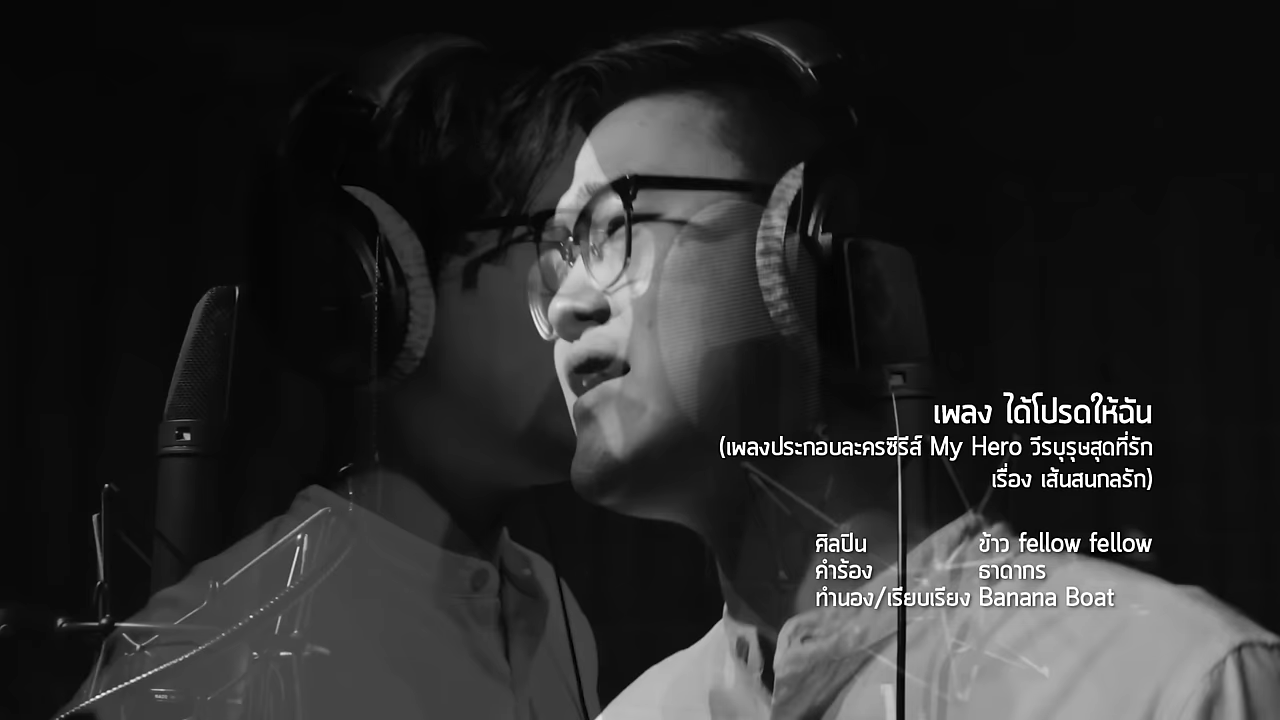 เพลง ได้โปรดให้ฉัน
(เพลงประกอบละครซีรีส์ My Hero วีรบุรุษสุดที่รัก
เรื่อง เส้นสนกลรัก)
ศิลปิน ข้าว fellow fellow
คำร้อง ธาดากร
ทำนอง/เรียบเรียง Banana Boat